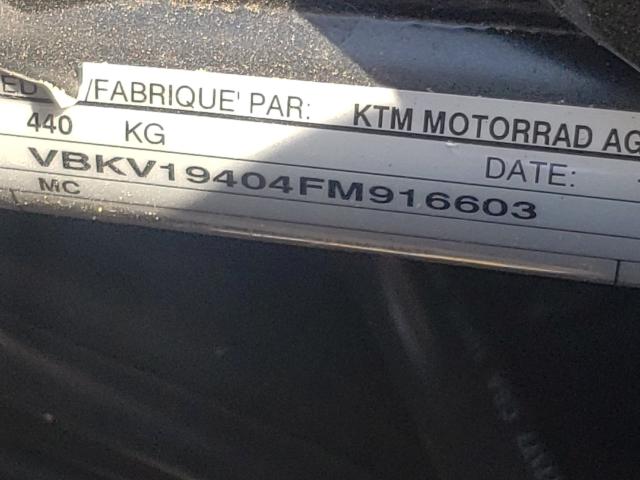 ED /FABRIQUE' PAR: KTM MOTORRAD AG
440 KG DATE:
VBKV19404FM916603
MC